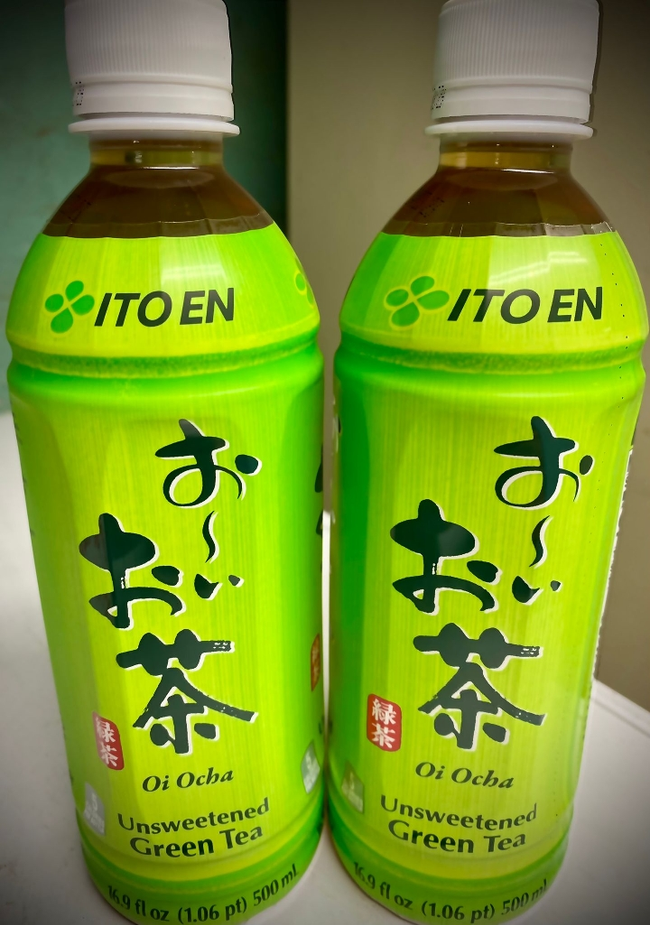 ITO EN
お～い
お茶
緑茶
Oi Ocha
Unsweetened
Green Tea
16.9 fl oz (1.06 pt) 500 mL
ITO EN
お～い
お茶
緑茶
Oi Ocha
Unsweetened
Green Tea
16.9 fl oz (1.06 pt) 500 mL